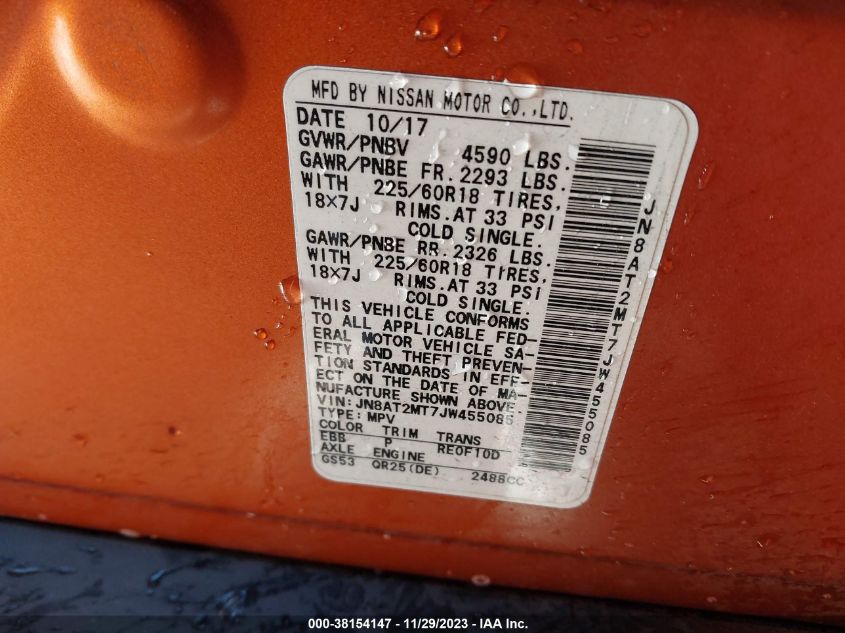 MFD BY NISSAN MOTOR CO.,LTD.
DATE 10/17
GVWR/PNBV 4590 LBS.
GAWR/PNBE FR. 2293 LBS.
WITH 225/60R18 TIRES,
18×7J RIMS.AT 33 PSI
COLD SINGLE.
GAWR/PNBE RR. 2326 LBS.
WITH 225/60R18 TIRES,
18×7J RIMS.AT 33 PSI
COLD SINGLE.
THIS VEHICLE CONFORMS
TO ALL APPLICABLE FED-
ERAL MOTOR VEHICLE SA-
FETY AND THEFT PREVEN-
TION STANDARDS IN EFF-
ECT ON THE DATE OF MA-
NUFACTURE SHOWN ABOVE.
VIN:JN8AT2MT7JW455085
TYPE:MPV
COLOR TRIM TRANS
EBB P RE0F10D
AXLE ENGINE
GS53 QR25(DE) 2488CC
JN8AT2MT7JW455085
000-38154147 - 11/29/2023 - IAA Inc.